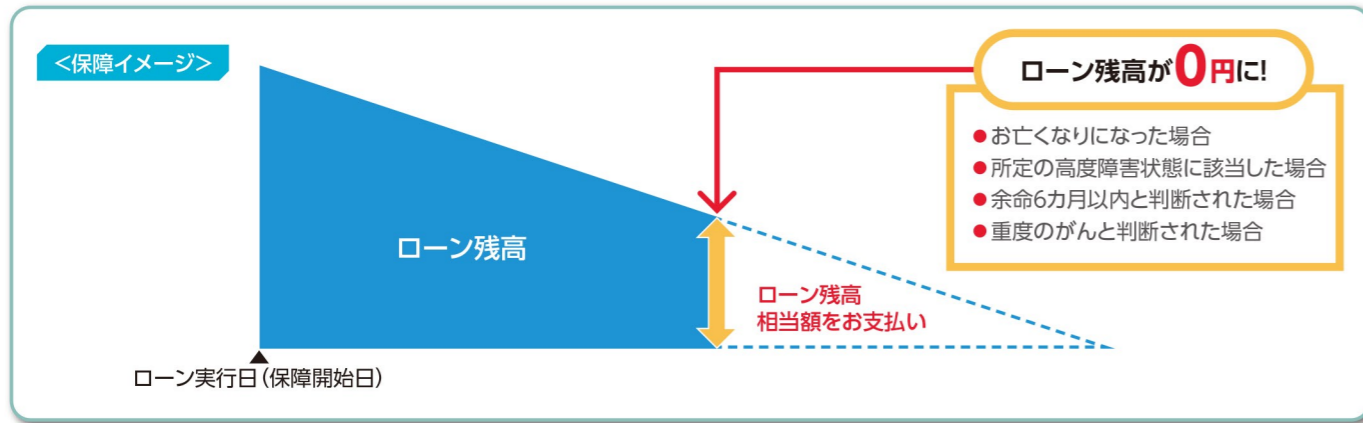 ＜保障イメージ＞
ローン残高が0円に!
●お亡くなりになった場合
●所定の高度障害状態に該当した場合
●余命6カ月以内と判断された場合
●重度のがんと判断された場合
ローン残高
ローン残高
相当額をお支払い
ローン実行日(保障開始日)